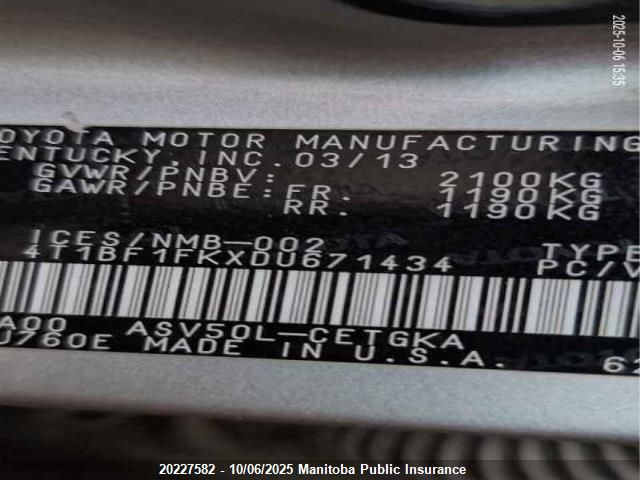 2025-10-06 15:35
OYOTA MOTOR MANUFACTURING
ENTUCKY, INC. 03/13
GVWR/PNBV: 2100KG
GAWR/PNBE: FR. 1190KG
RR. 1190KG
ICES/NMB-002 TYPE
4T1BF1FKXDU671434 PC/V
A00 ASV50L-CETGKA
U760E MADE IN U.S.A. 62
20227582 - 10/06/2025 Manitoba Public Insurance